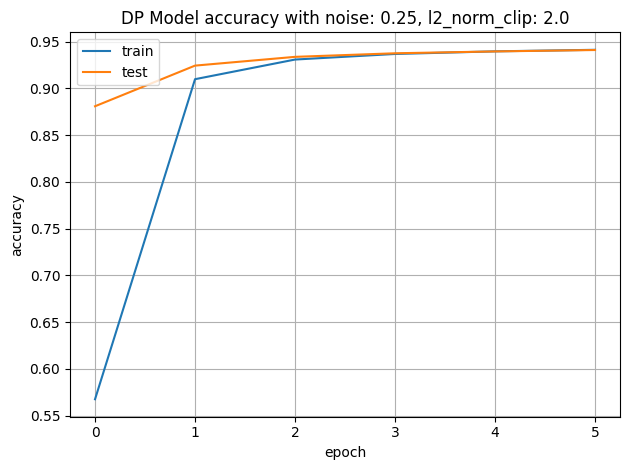 DP Model accuracy with noise: 0.25, l2_norm_clip: 2.0
train
test
accuracy
0.95
0.90
0.85
0.80
0.75
0.70
0.65
0.60
0.55
0 1 2 3 4 5
epoch